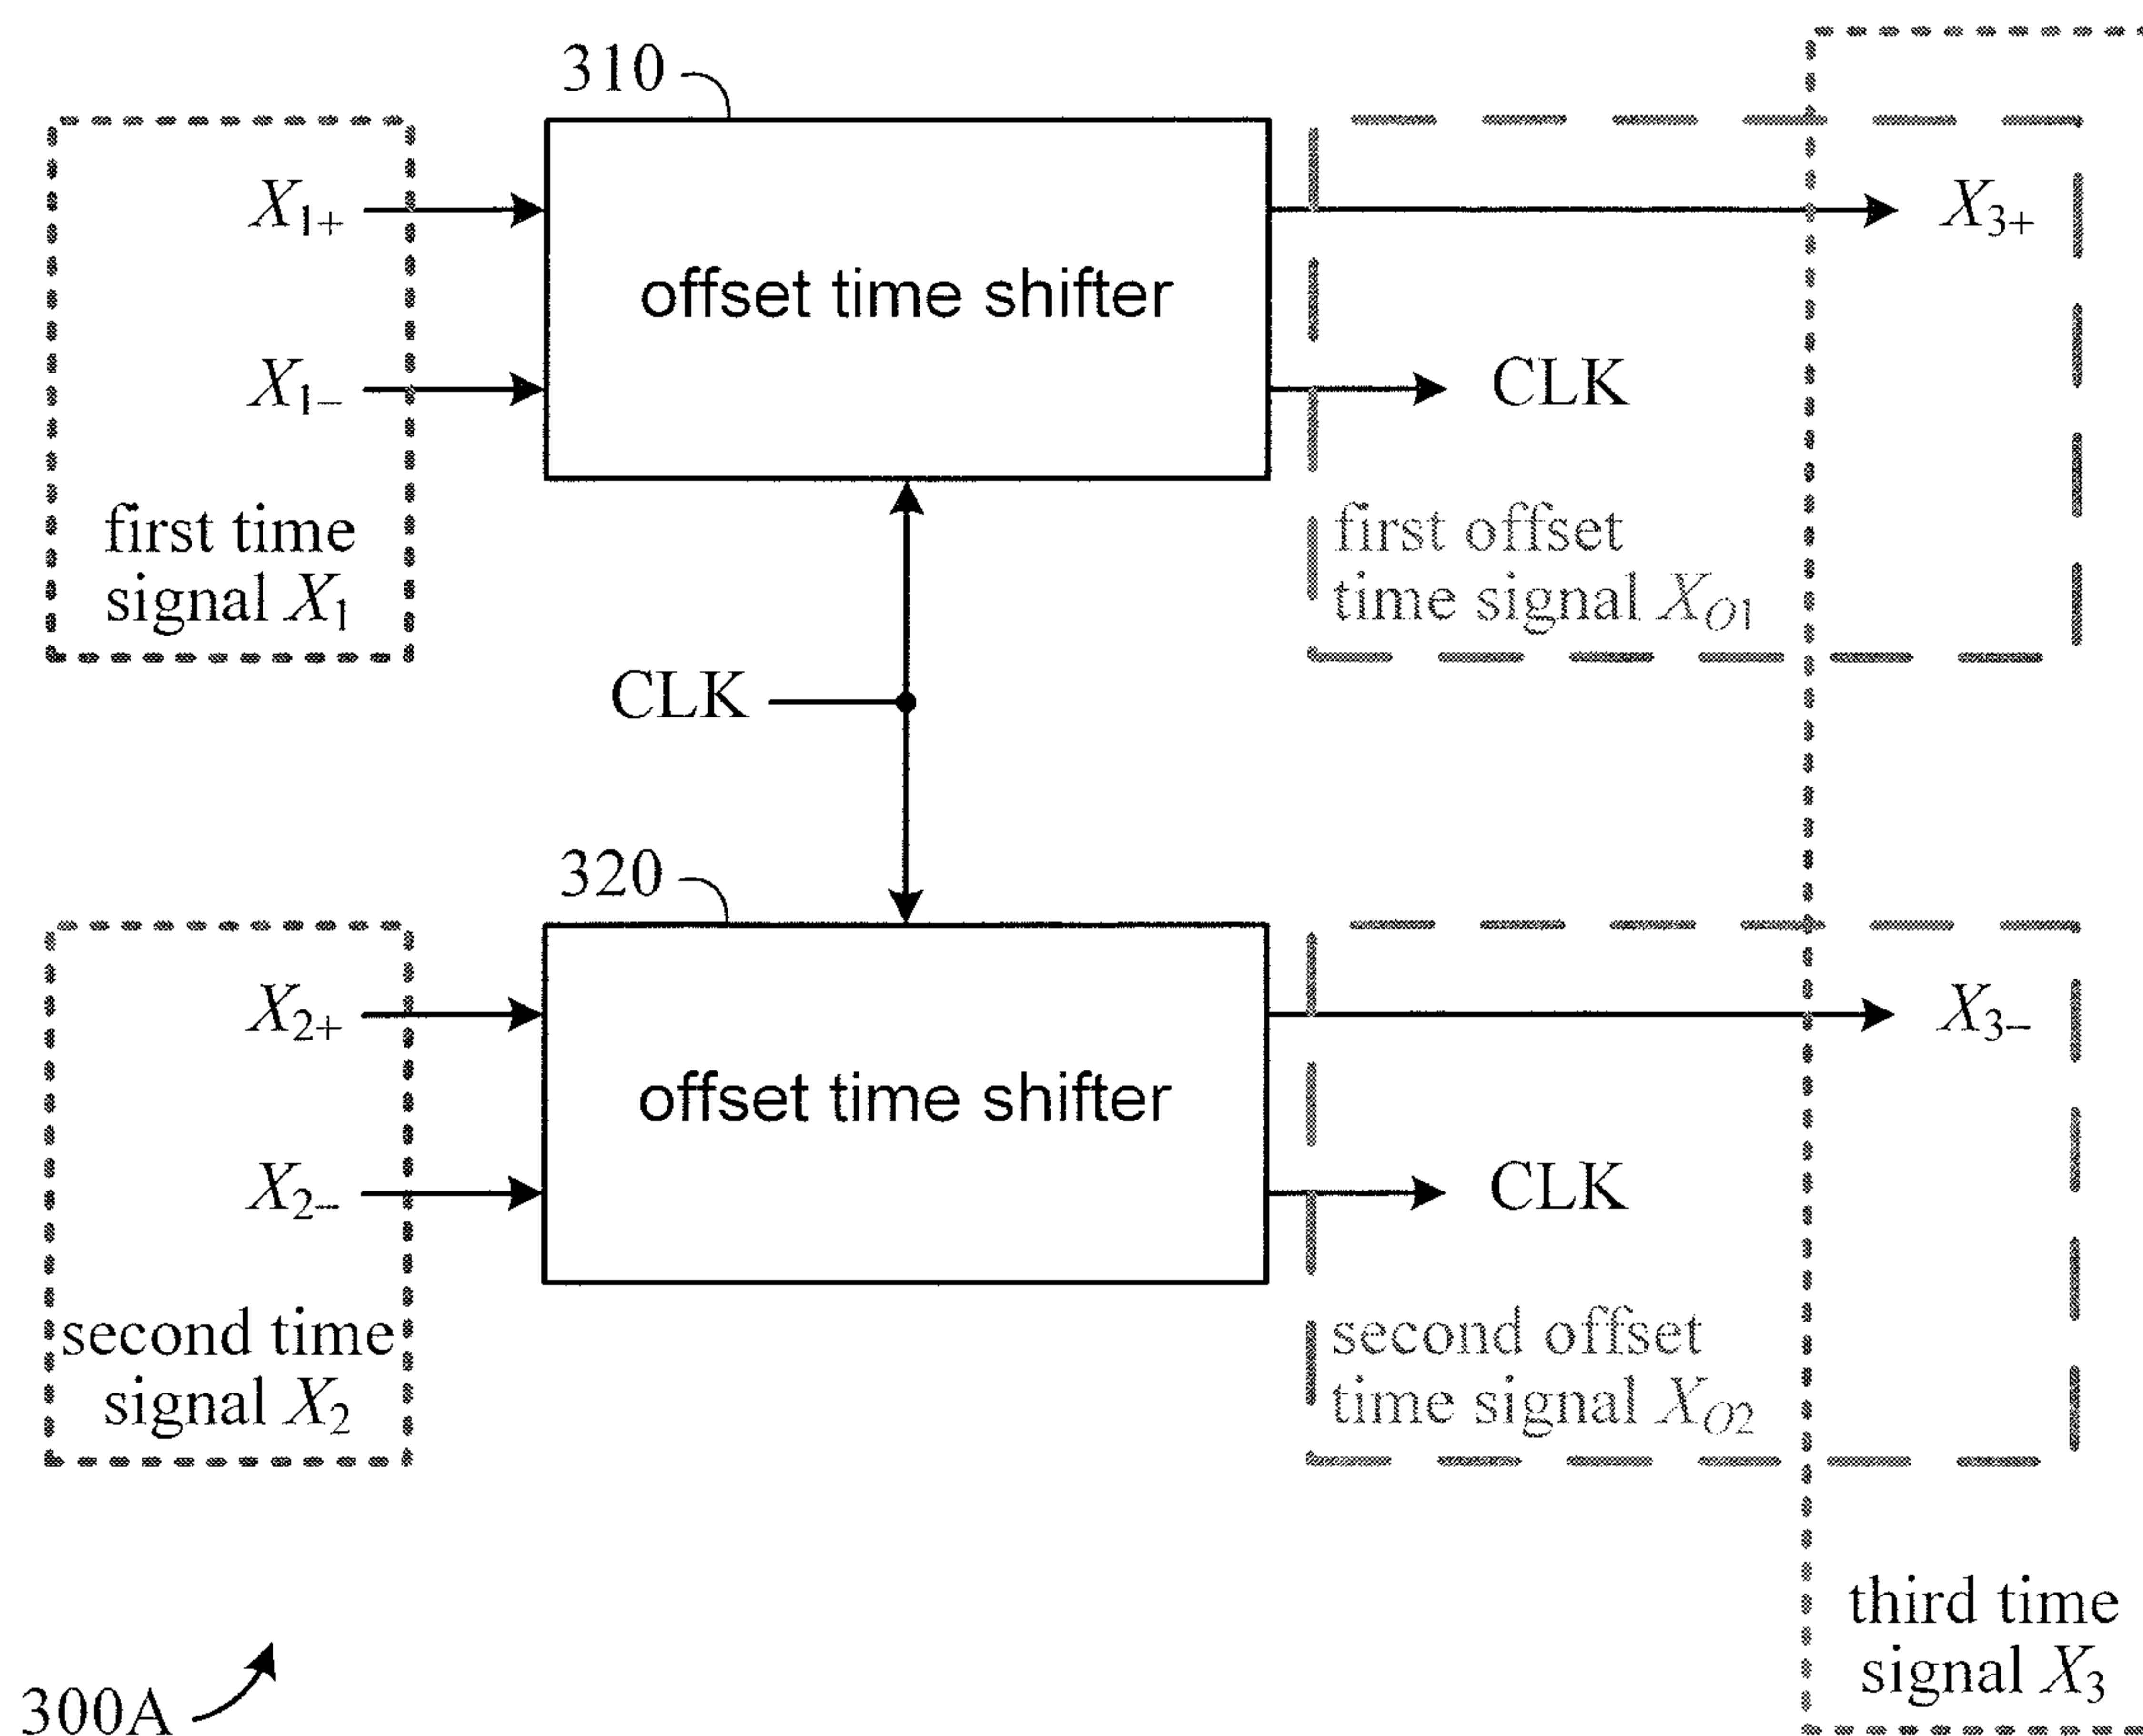 310
X1+
X3+
offset time shifter
X1−
CLK
first time
signal X1
first offset
time signal XO1
CLK
320
X2+
X3−
offset time shifter
X2−
CLK
second time
signal X2
second offset
time signal XO2
third time
signal X3
300A